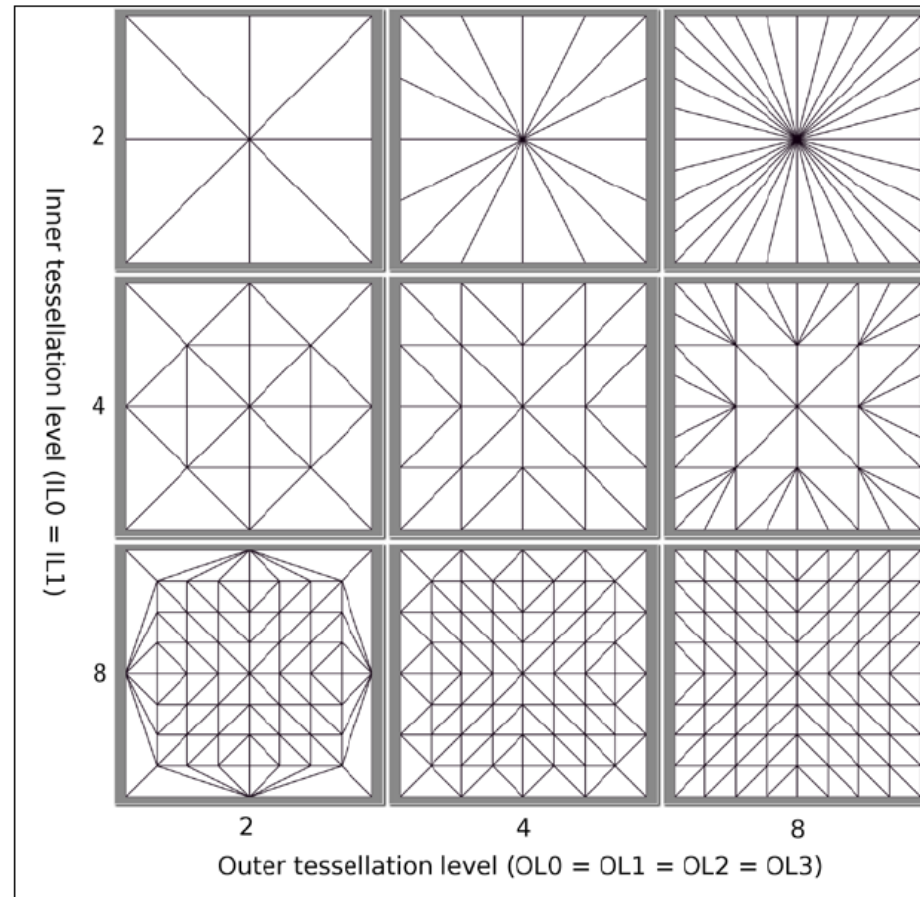 2
4
8
Inner tessellation level (IL0 = IL1)
2 4 8
Outer tessellation level (OL0 = OL1 = OL2 = OL3)